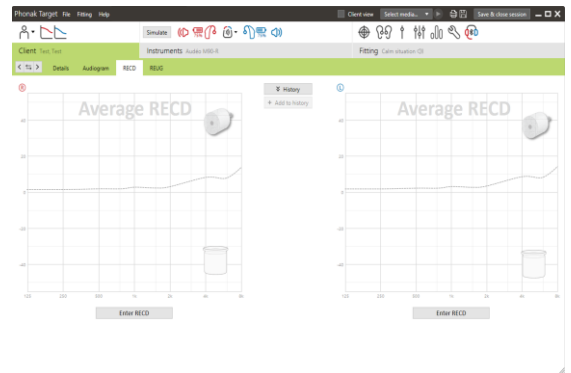 Phonak Target File Fitting Help
Client view Select media... Save & close session
Simulate
Client Test Test
Instruments Audéo M90-R
Fitting Calm situation (2)
Details Audiogram RECD REUG
R
History
L
+ Add to history
Average RECD
Average RECD
40
40
20
20
0
0
-20
-20
-40
-40
125 250 500 1k 2k 4k 8k
125 250 500 1k 2k 4k 8k
Enter RECD
Enter RECD